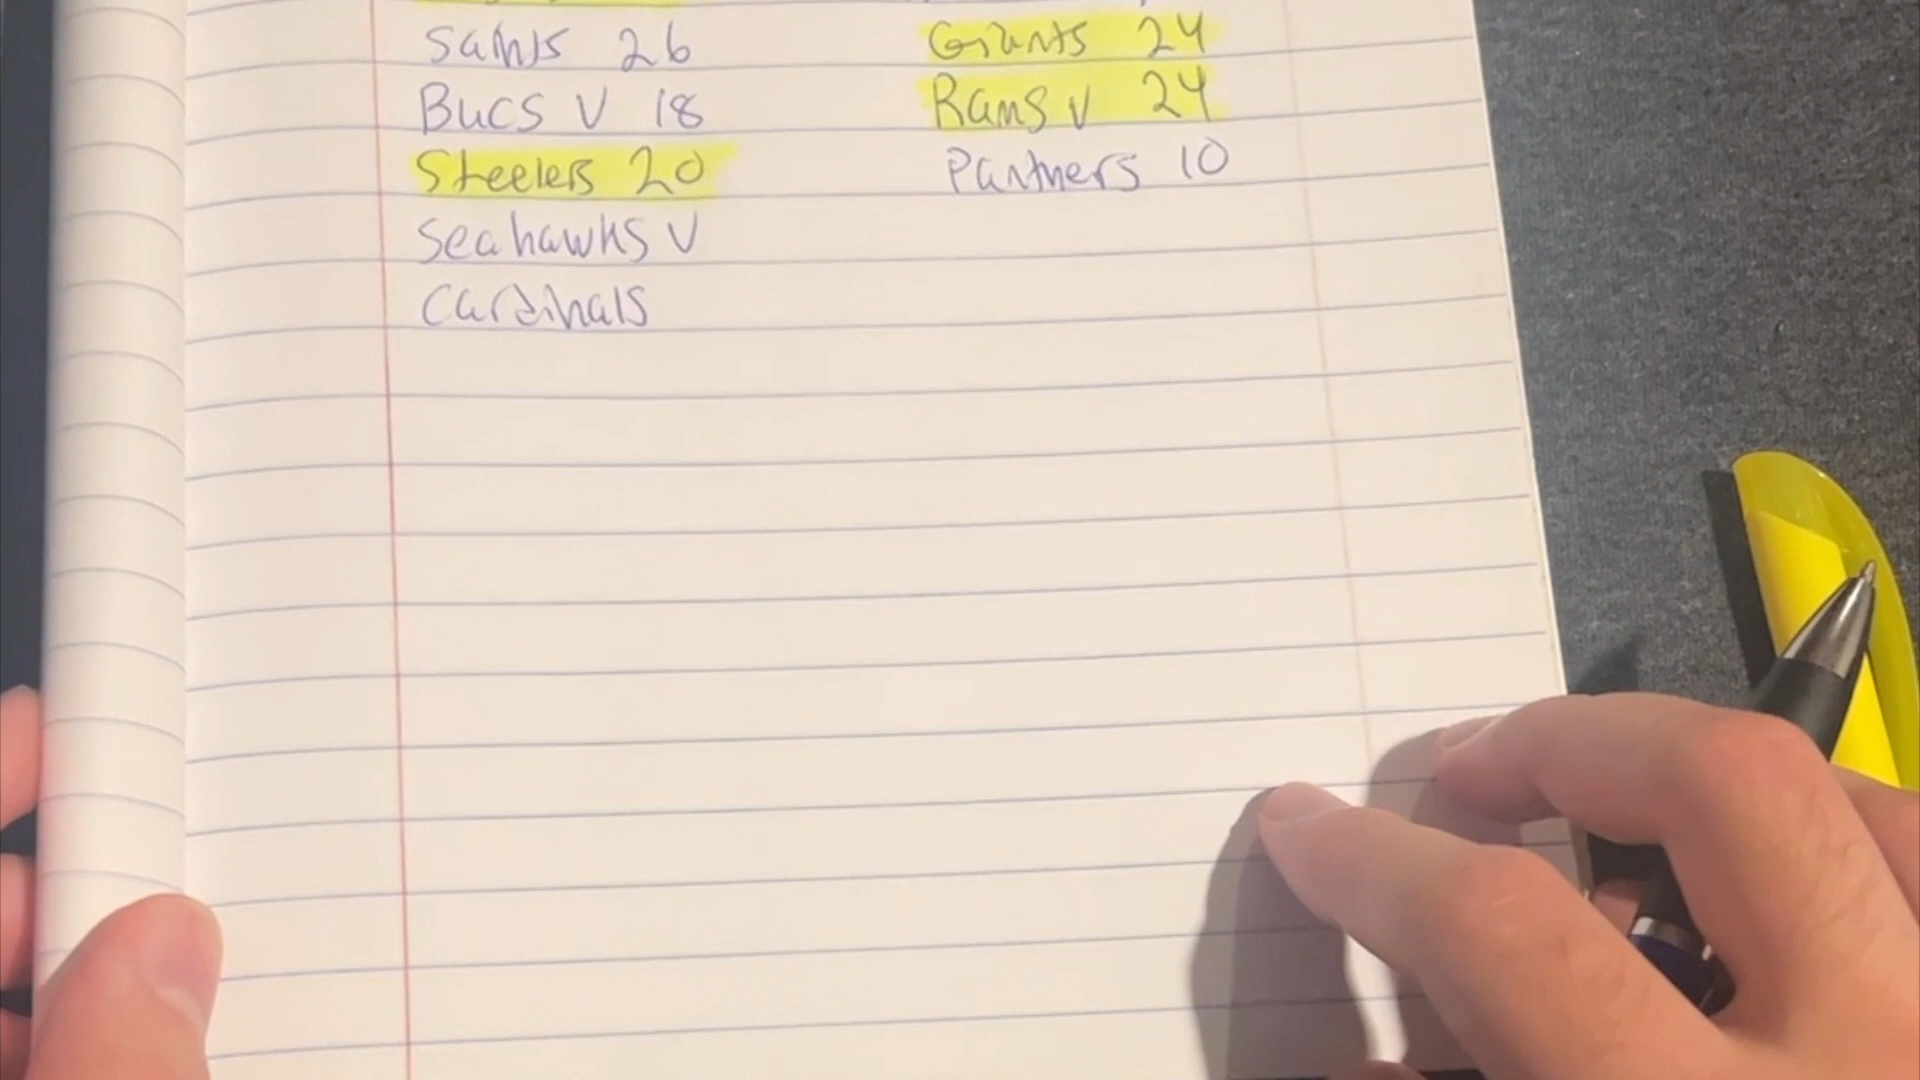 Saints 26
Bucs V 18
Steelers 20
Seahawks V
Cardinals
Giants 24
Rams V 24
Panthers 10